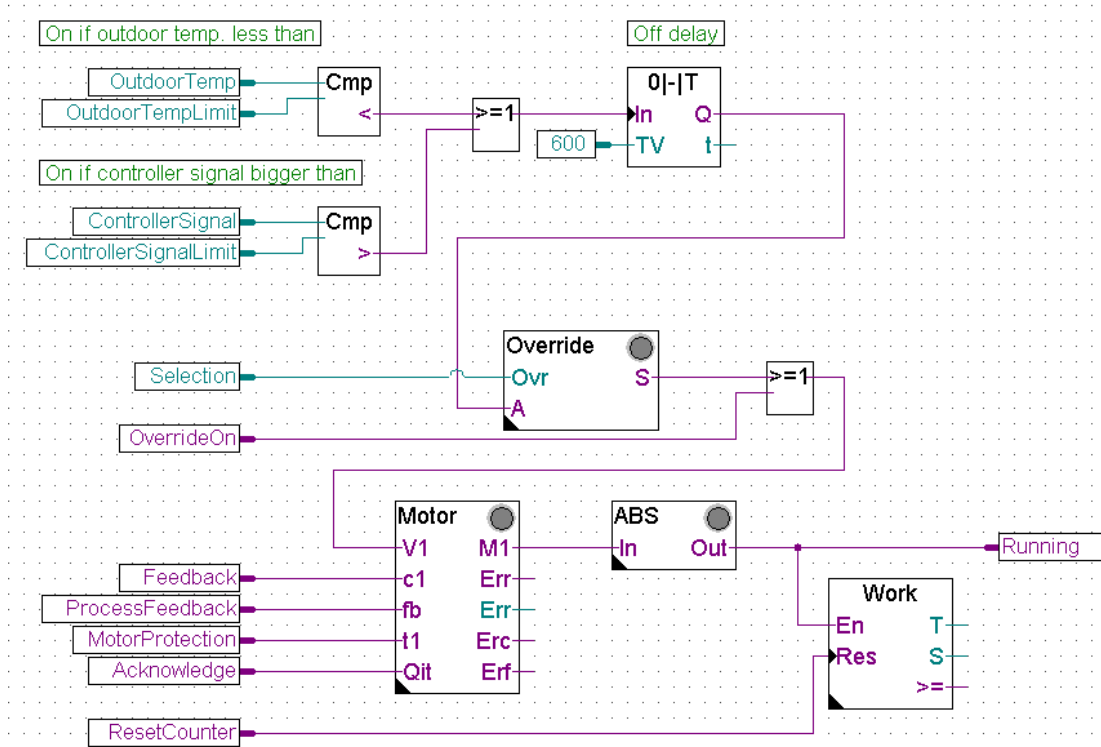 On if outdoor temp. less than
Off delay
OutdoorTemp
Cmp
0|-|T
OutdoorTempLimit
<
>=1
In
Q
600
TV
t
On if controller signal bigger than
ControllerSignal
Cmp
ControllerSignalLimit
>
Override
Selection
Ovr
S
>=1
A
OverrideOn
Motor
ABS
V1
M1
In
Out
Running
Feedback
c1
Err
Work
ProcessFeedback
fb
Err
En
T
MotorProtection
t1
Erc
Res
S
Acknowledge
Qit
Erf
>=
ResetCounter